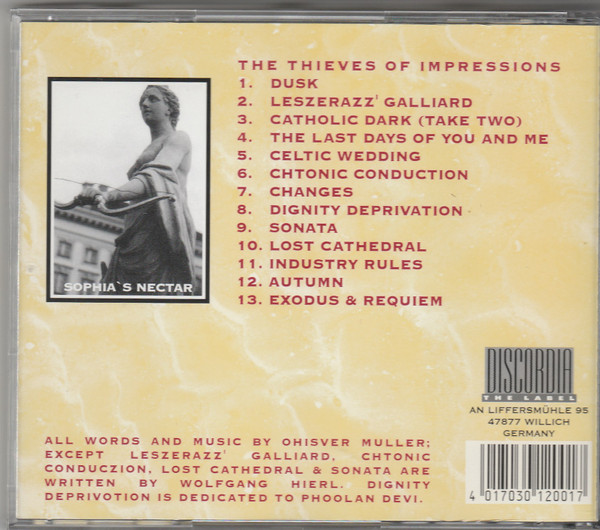 THE THIEVES OF IMPRESSIONS
1. DUSK
2. LESZERAZZ' GALLIARD
3. CATHOLIC DARK (TAKE TWO)
4. THE LAST DAYS OF YOU AND ME
5. CELTIC WEDDING
6. CHTONIC CONDUCTION
7. CHANGES
8. DIGNITY DEPRIVATION
9. SONATA
10. LOST CATHEDRAL
11. INDUSTRY RULES
12. AUTUMN
13. EXODUS & REQUIEM
SOPHIA`S NECTAR
DISCORDIA
THE LABEL
AN LIFFERSMÜHLE 95
47877 WILLICH
GERMANY
ALL WORDS AND MUSIC BY OHISVER MULLER;
EXCEPT LESZERAZZ' GALLIARD, CHTONIC
CONDUCZION, LOST CATHEDRAL & SONATA ARE
WRITTEN BY WOLFGANG HIERL. DIGNITY
DEPRIVOTION IS DEDICATED TO PHOOLAN DEVI.
4 017030 120017